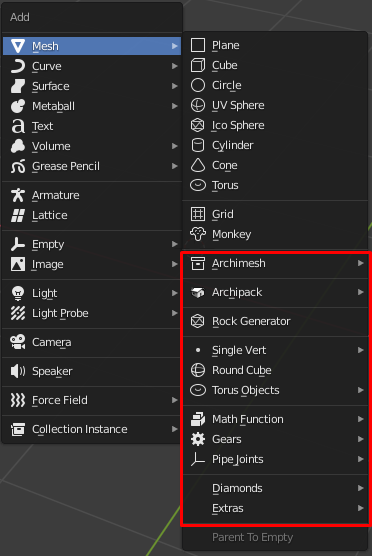 Add
Mesh
Curve
Surface
Metaball
Text
Volume
Grease Pencil
Armature
Lattice
Empty
Image
Light
Light Probe
Camera
Speaker
Force Field
Collection Instance
Plane
Cube
Circle
UV Sphere
Ico Sphere
Cylinder
Cone
Torus
Grid
Monkey
Archimesh
Archipack
Rock Generator
Single Vert
Round Cube
Torus Objects
Math Function
Gears
Pipe Joints
Diamonds
Extras
Parent To Empty